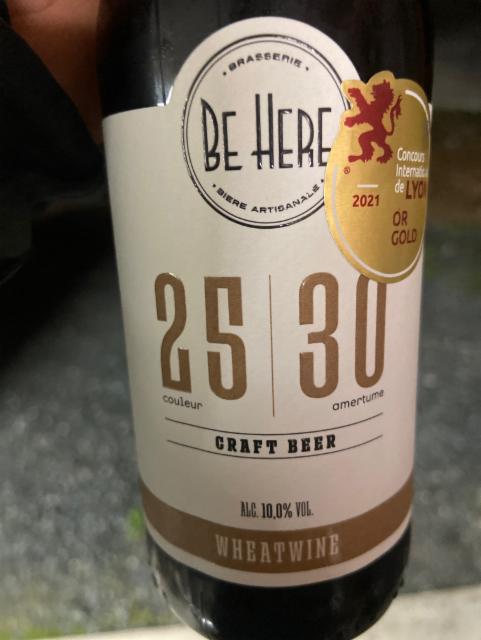 • BRASSERIE •
BE HERE
• BIÈRE ARTISANALE •
®
2021
Concours
Internation
de LYON
OR
GOLD
25 | 30
couleur
amertume
CRAFT BEER
ALC. 10,0% VOL.
WHEATWINE